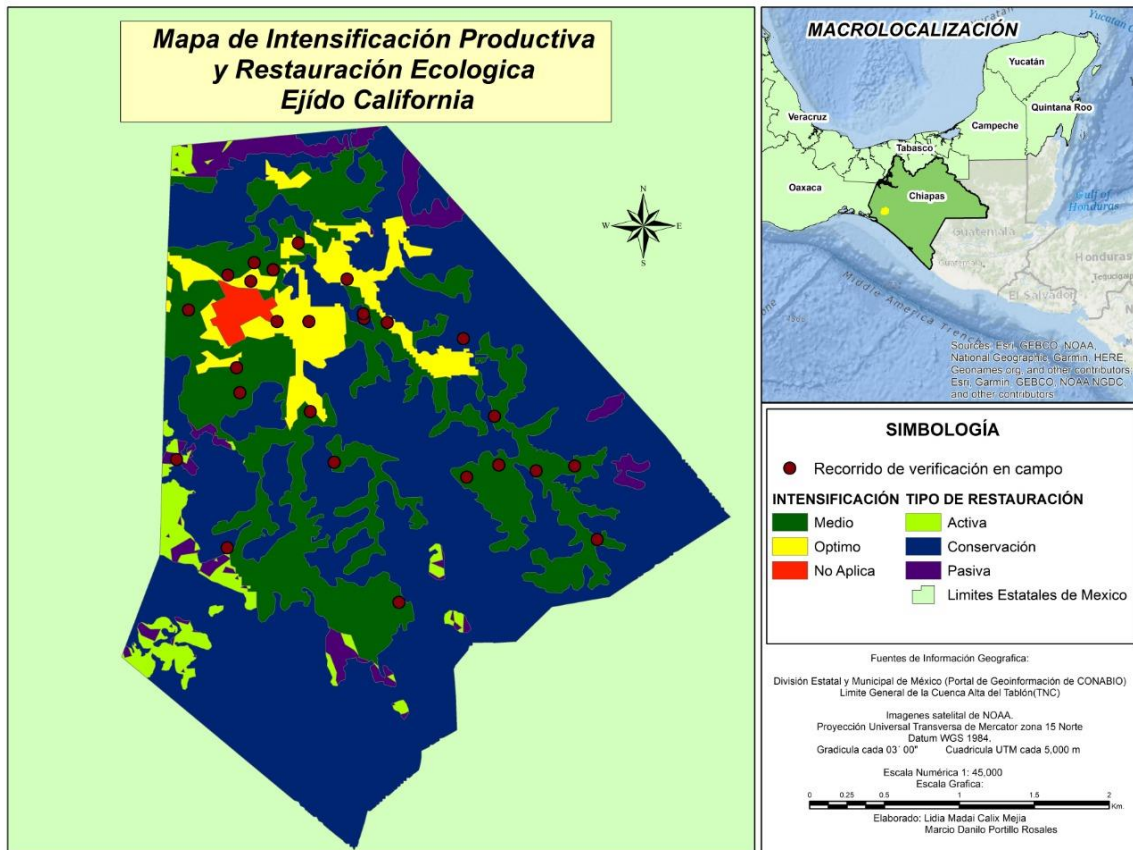 Mapa de Intensificación Productiva
y Restauración Ecologica
Ejído California
N
W
E
S
MACROLOCALIZACIÓN
Yucatán
Quintana Roo
Campeche
Veracruz
Tabasco
Oaxaca
Chiapas
Gulf of
Honduras
Guatemala
Guatemala
Honduras
El Salvador
Middle America Trench
Sources: Esri, GEBCO, NOAA,
National Geographic, Garmin, HERE,
Geonames.org, and other contributors
Esri, Garmin, GEBCO, NOAA NGDC,
and other contributors
SIMBOLOGÍA
Recorrido de verificación en campo
INTENSIFICACIÓN TIPO DE RESTAURACIÓN
Medio Activa
Optimo Conservación
No Aplica Pasiva
Limites Estatales de Mexico
Fuentes de Información Geografica:
División Estatal y Municipal de México (Portal de Geoinformación de CONABIO)
Limite General de la Cuenca Alta del Tablón(TNC)
Imagenes satelital de NOAA.
Proyección Universal Transversa de Mercator zona 15 Norte
Datum WGS 1984.
Gradicula cada 03´ 00" Cuadricula UTM cada 5,000 m
Escala Numérica 1: 45,000
Escala Grafica:
0 0.25 0.5 1 1.5 2
Km.
Elaborado: Lidia Madai Calix Mejia
Marcio Danilo Portillo Rosales